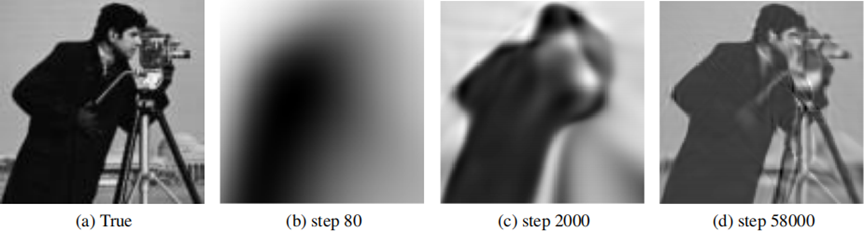 (a) True
(b) step 80
(c) step 2000
(d) step 58000